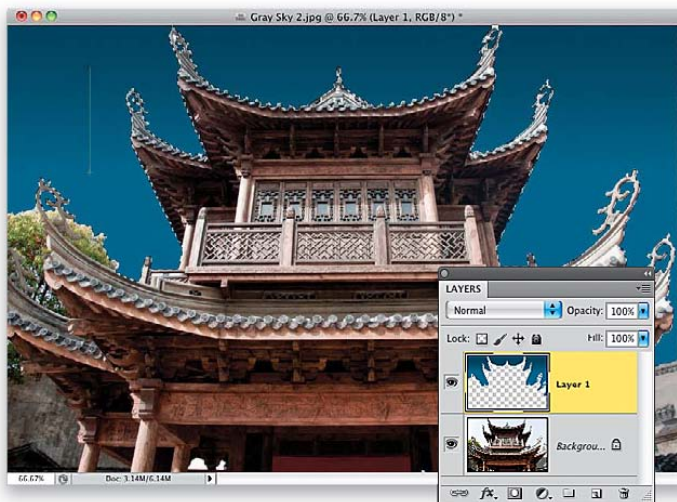 Gray Sky 2.jpg @ 66.7% (Layer 1, RGB/8*) *
LAYERS
Normal Opacity: 100%
Lock: Fill: 100%
Layer 1
Backgrou...
66.67% Doc: 3.14M/6.14M
fx.